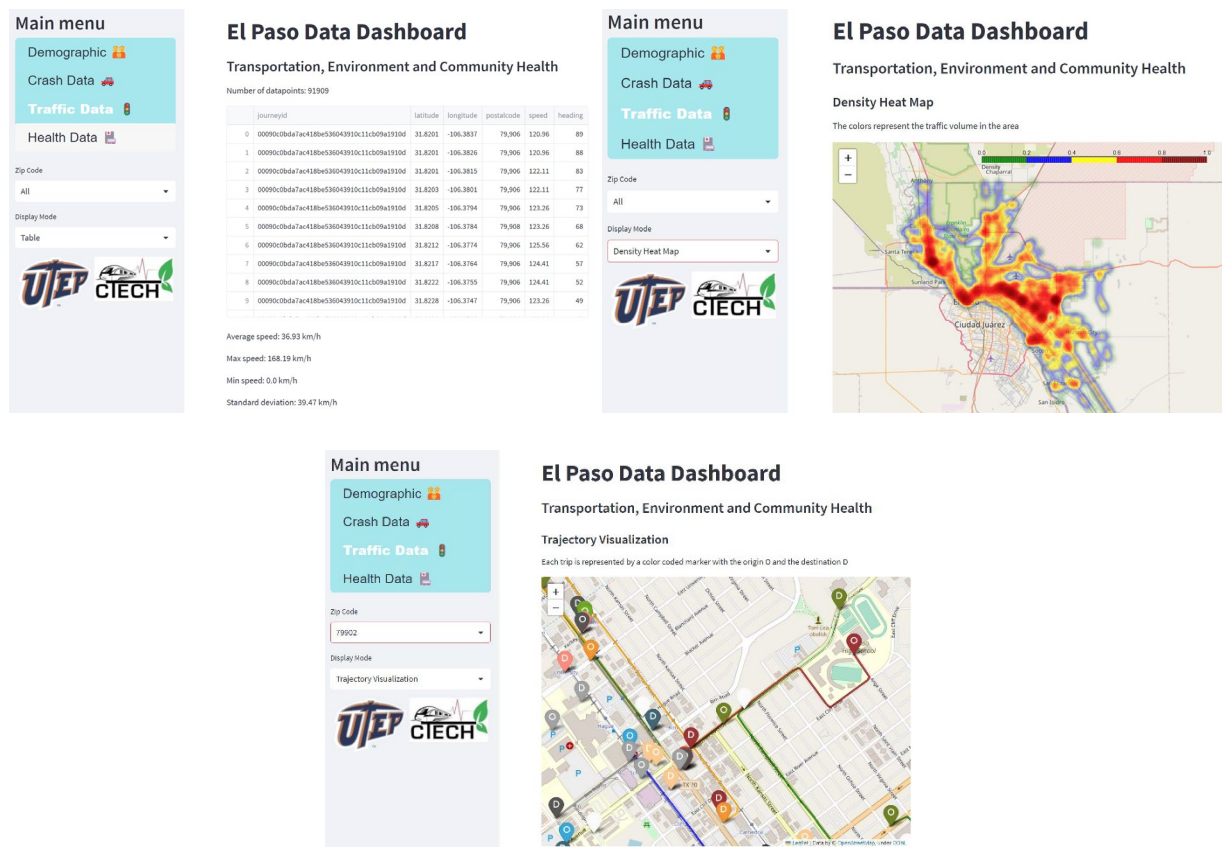 Main menu
Demographic
Crash Data
Traffic Data
Health Data
Zip Code
All
Display Mode
Table
UTEP
CTECH
El Paso Data Dashboard
Transportation, Environment and Community Health
Number of datapoints: 91909
journeyid latitude longitude postalcode speed heading
0 00090c0bda7ac418be536043910c11cb09a1910d 31.8201 -106.3837 79,906 120.96 89
1 00090c0bda7ac418be536043910c11cb09a1910d 31.8201 -106.3826 79,906 120.96 88
2 00090c0bda7ac418be536043910c11cb09a1910d 31.8201 -106.3815 79,906 122.11 83
3 00090c0bda7ac418be536043910c11cb09a1910d 31.8203 -106.3801 79,906 122.11 77
4 00090c0bda7ac418be536043910c11cb09a1910d 31.8205 -106.3794 79,906 123.26 73
5 00090c0bda7ac418be536043910c11cb09a1910d 31.8208 -106.3784 79,908 123.26 68
6 00090c0bda7ac418be536043910c11cb09a1910d 31.8212 -106.3774 79,906 125.56 62
7 00090c0bda7ac418be536043910c11cb09a1910d 31.8217 -106.3764 79,906 124.41 57
8 00090c0bda7ac418be536043910c11cb09a1910d 31.8222 -106.3755 79,906 124.41 52
9 00090c0bda7ac418be536043910c11cb09a1910d 31.8228 -106.3747 79,906 123.26 49
Average speed: 36.93 km/h
Max speed: 168.19 km/h
Min speed: 0.0 km/h
Standard deviation: 39.47 km/h
Main menu
Demographic
Crash Data
Traffic Data
Health Data
Zip Code
All
Display Mode
Density Heat Map
UTEP
CTECH
El Paso Data Dashboard
Transportation, Environment and Community Health
Density Heat Map
The colors represent the traffic volume in the area
+
−
0.0 0.2 0.4 0.6 0.8 1.0
Density
Chaparral
Anthony
Sunland Park
Ciudad Juárez
San Isidro
Main menu
Demographic
Crash Data
Traffic Data
Health Data
Zip Code
79902
Display Mode
Trajectory Visualization
UTEP
CTECH
El Paso Data Dashboard
Transportation, Environment and Community Health
Trajectory Visualization
Each trip is represented by a color coded marker with the origin O and the destination D
+
−
TX 20
Leaflet | Data by © OpenStreetMap, under ODbL.